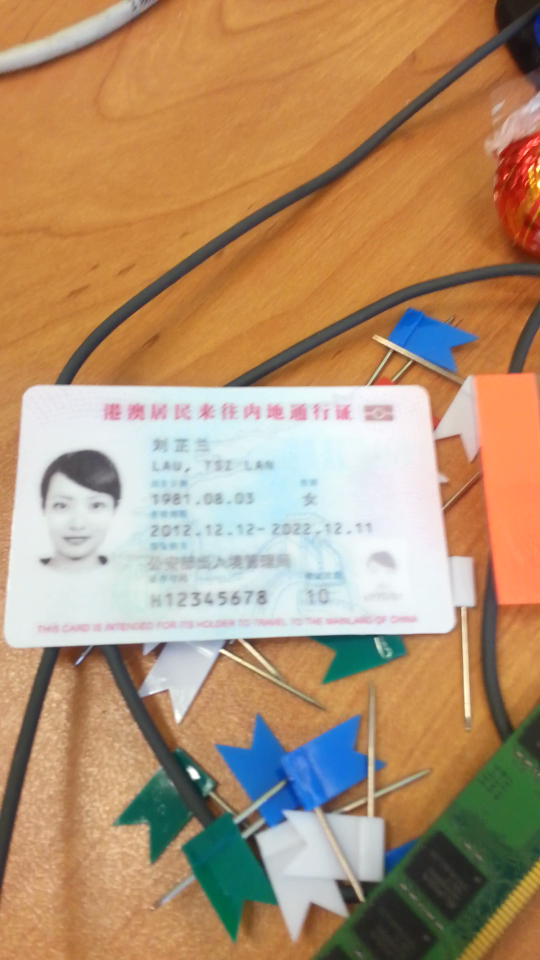 港澳居民来往内地通行证
刘芷兰
LAU, TSZ LAN
1981.08.03 女
2012.12.12-2022.12.11
公安部出入境管理局
H12345678 10
THIS CARD IS INTENDED FOR ITS HOLDER TO TRAVEL TO THE MAINLAND OF CHINA